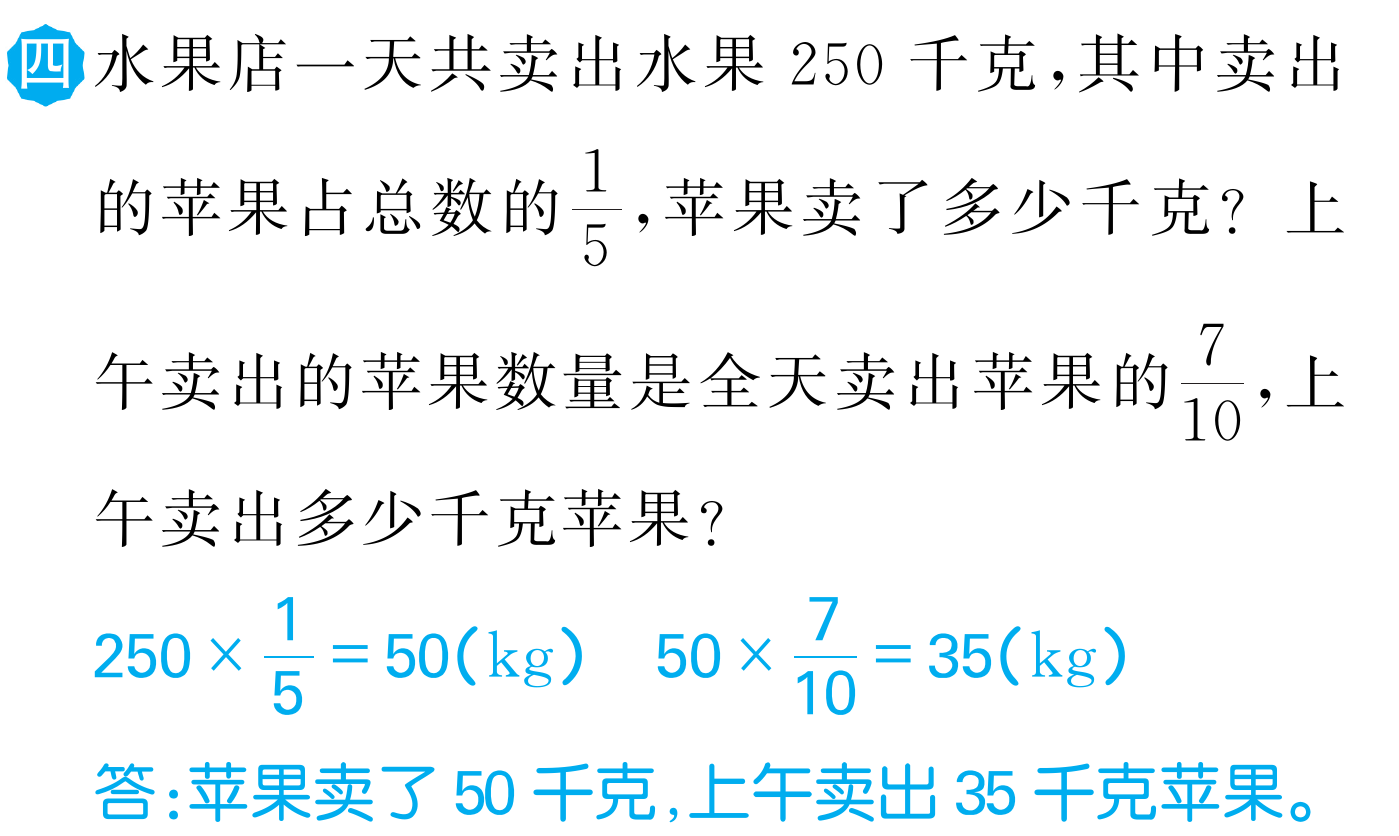 四 水果店一天共卖出水果 250 千克,其中卖出
的苹果占总数的 1/5 ,苹果卖了多少千克? 上
午卖出的苹果数量是全天卖出苹果的 7/10 ,上
午卖出多少千克苹果?
250 × 1/5 = 50(kg) 50 × 7/10 = 35(kg)
答:苹果卖了 50 千克,上午卖出 35 千克苹果。